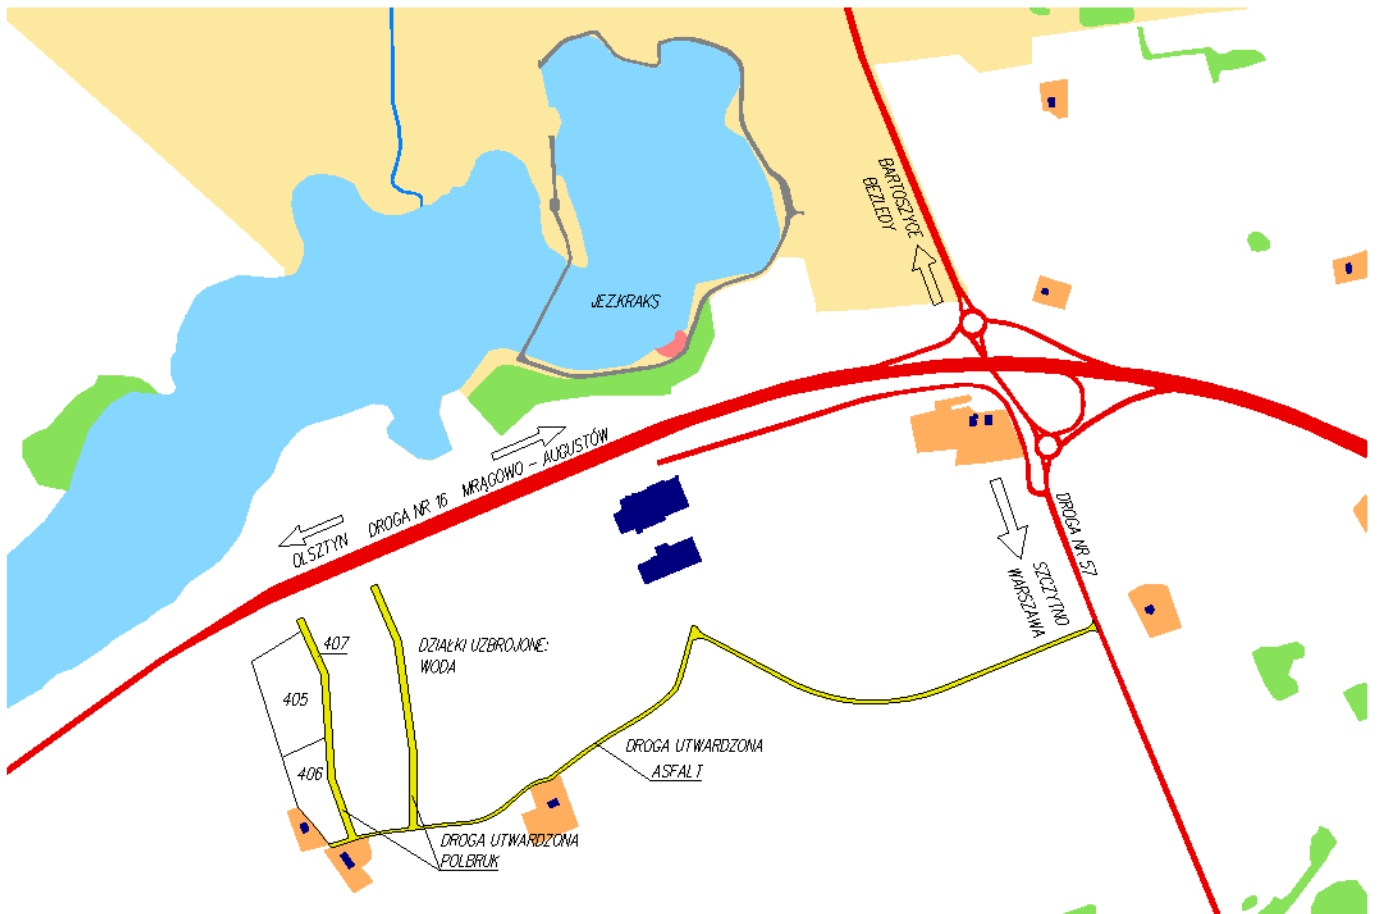 BARTOSZYCE
BEZLEDY
JEZ.KRAKS
DROGA NR 16 MRĄGOWO - AUGUSTÓW
OLSZTYN
DROGA NR 57
SZCZYTNO
WARSZAWA
407
DZIAŁKI UZBROJONE:
WODA
405
406
DROGA UTWARDZONA
ASFALT
DROGA UTWARDZONA
POLBRUK